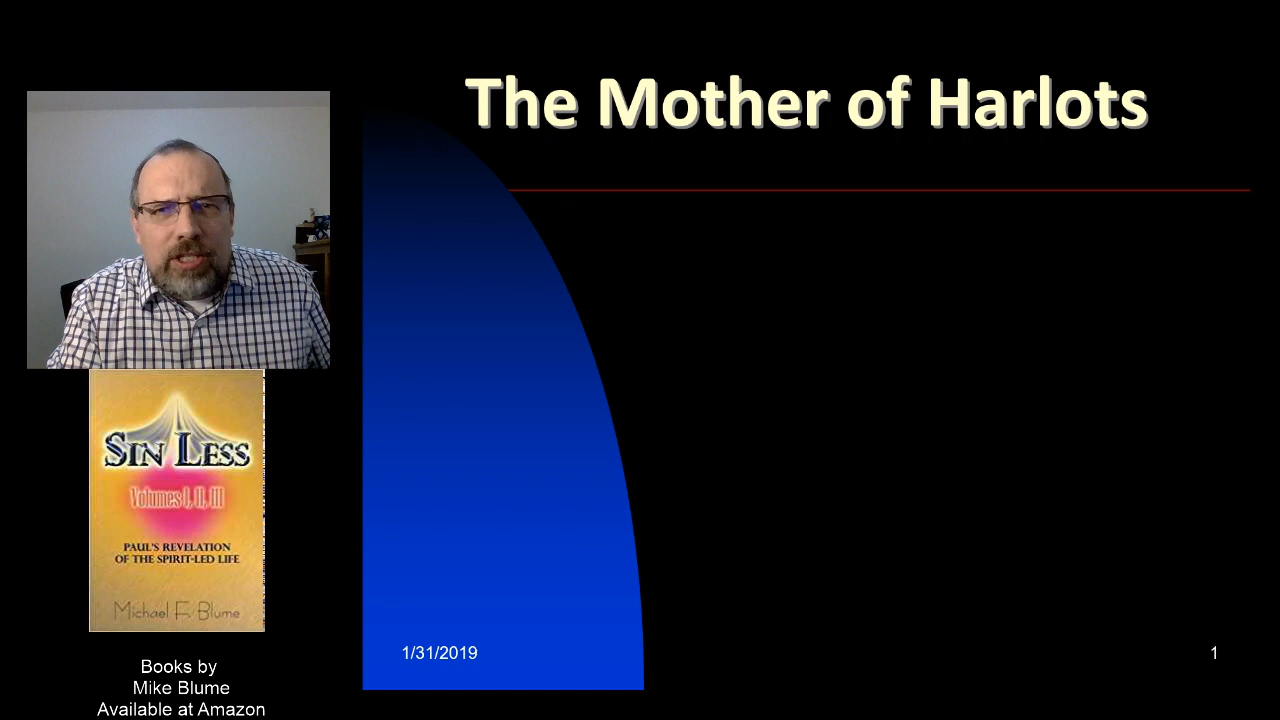 The Mother of Harlots
SIN LESS
Volumes I, II, III
PAUL'S REVELATION
OF THE SPIRIT-LED LIFE
Michael F. Blume
Books by
Mike Blume
Available at Amazon
1/31/2019
1